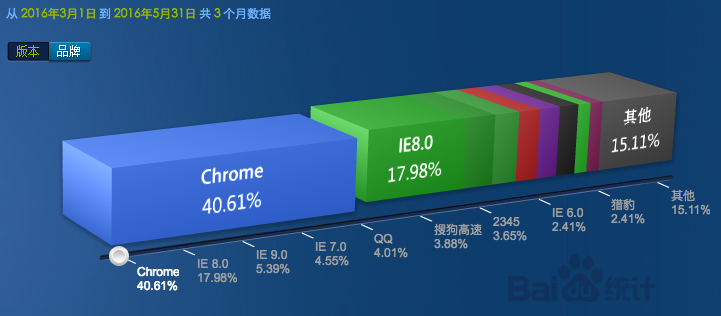 从 2016年3月1日 到 2016年5月31日 共 3 个月数据
版本 品牌
Chrome
40.61%
IE8.0
17.98%
其他
15.11%
Chrome
40.61%
IE 8.0
17.98%
IE 9.0
5.39%
IE 7.0
4.55%
QQ
4.01%
搜狗高速
3.88%
2345
3.65%
IE 6.0
2.41%
猎豹
2.41%
其他
15.11%
Bai du 统计